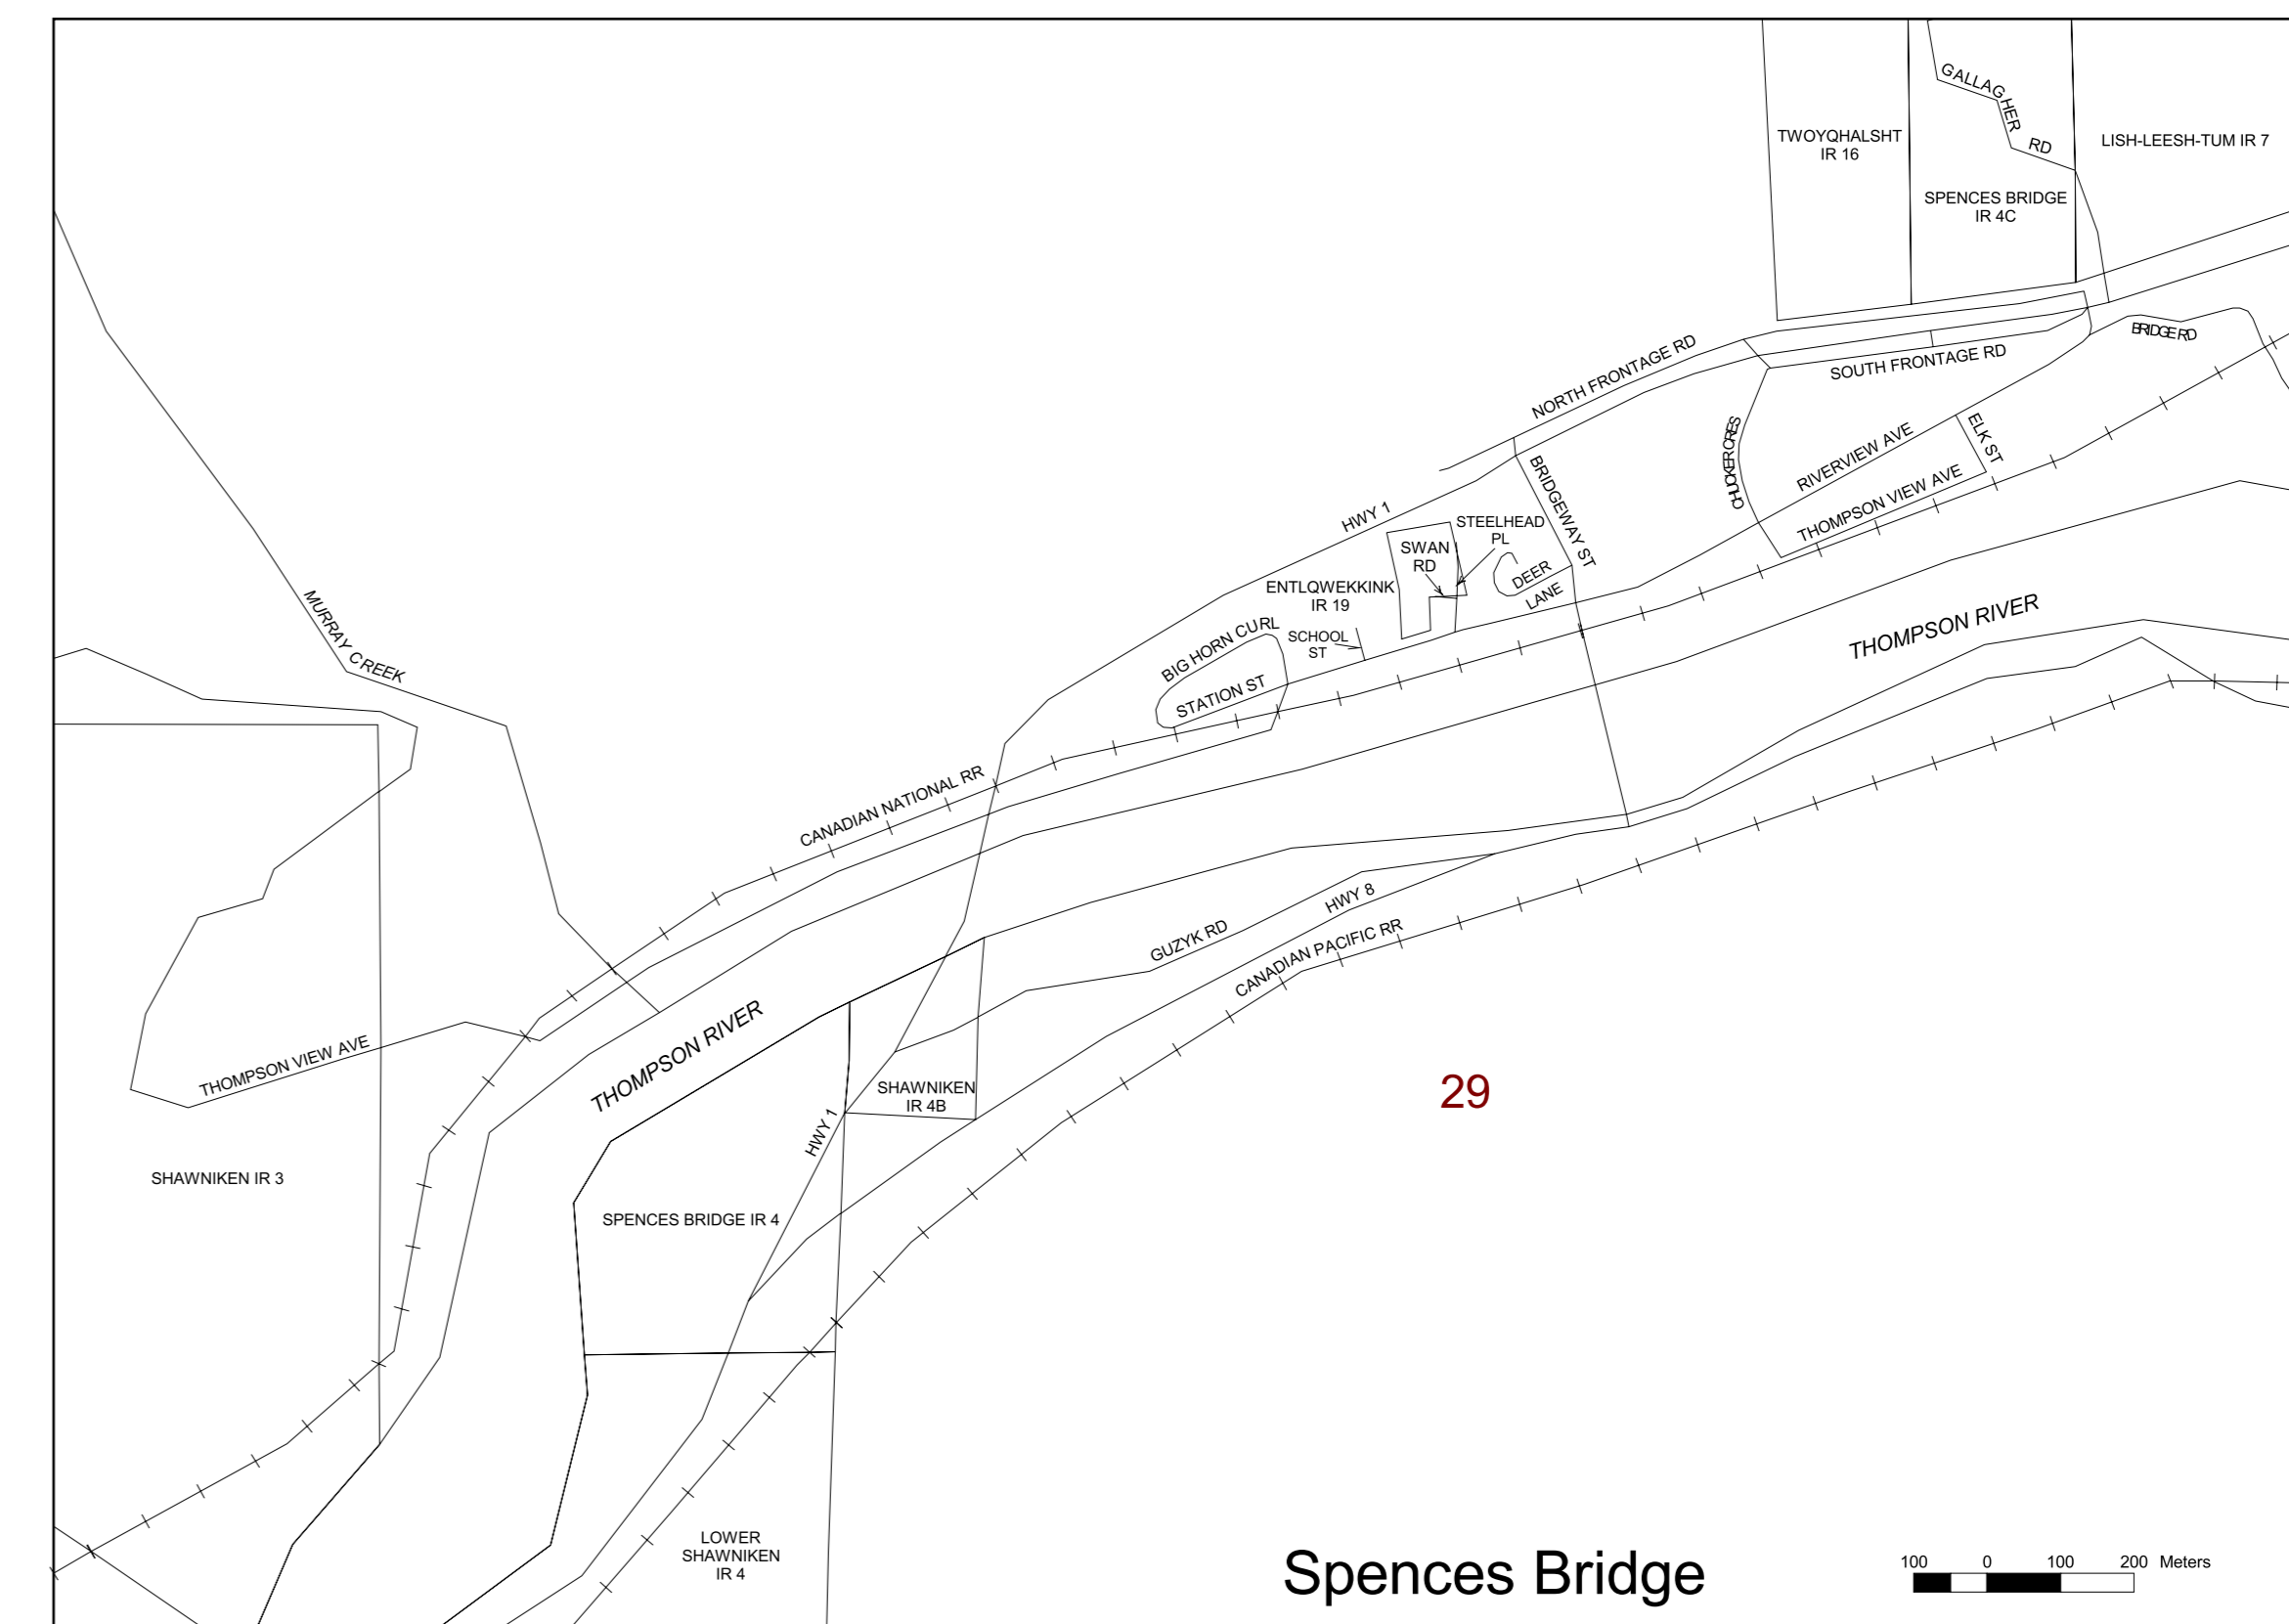 GALLAGHER RD
TWOYQHALSHT
IR 16
LISH-LEESH-TUM IR 7
SPENCES BRIDGE
IR 4C
BRIDGE RD
NORTH FRONTAGE RD
SOUTH FRONTAGE RD
CHUCKER CRES
RIVERVIEW AVE
ELK ST
THOMPSON VIEW AVE
HWY 1
BRIDGEWAY ST
STEELHEAD
PL
SWAN
RD
DEER
LANE
ENTLQWEKKINK
IR 19
SCHOOL
ST
BIG HORN CURL
STATION ST
THOMPSON RIVER
MURRAY CREEK
CANADIAN NATIONAL RR
HWY 8
GUZYK RD
CANADIAN PACIFIC RR
THOMPSON RIVER
THOMPSON VIEW AVE
SHAWNIKEN
IR 4B
29
HWY 1
SHAWNIKEN IR 3
SPENCES BRIDGE IR 4
LOWER
SHAWNIKEN
IR 4
Spences Bridge
100 0 100 200 Meters